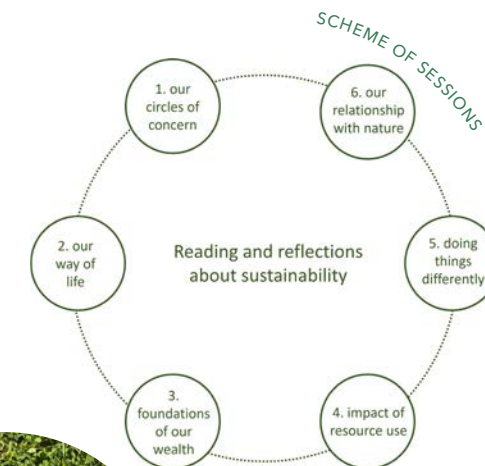 SCHEME OF SESSIONS
1. our
circles of
concern
6. our
relationship
with nature
2. our
way of
life
Reading and reflections
about sustainability
5. doing
things
differently
3.
foundations
of our
wealth
4. impact of
resource use